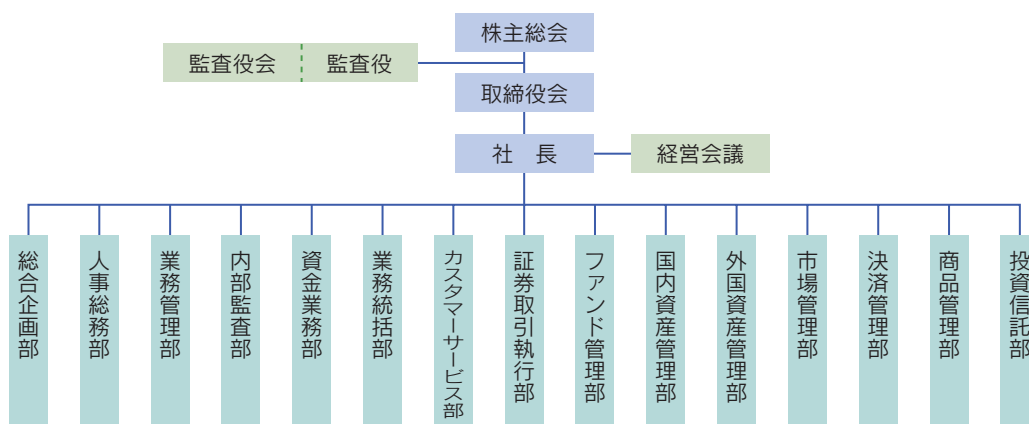 株主総会
監査役会 監査役
取締役会
社 長
経営会議
総合企画部
人事総務部
業務管理部
内部監査部
資金業務部
業務統括部
カスタマーサービス部
証券取引執行部
ファンド管理部
国内資産管理部
外国資産管理部
市場管理部
決済管理部
商品管理部
投資信託部